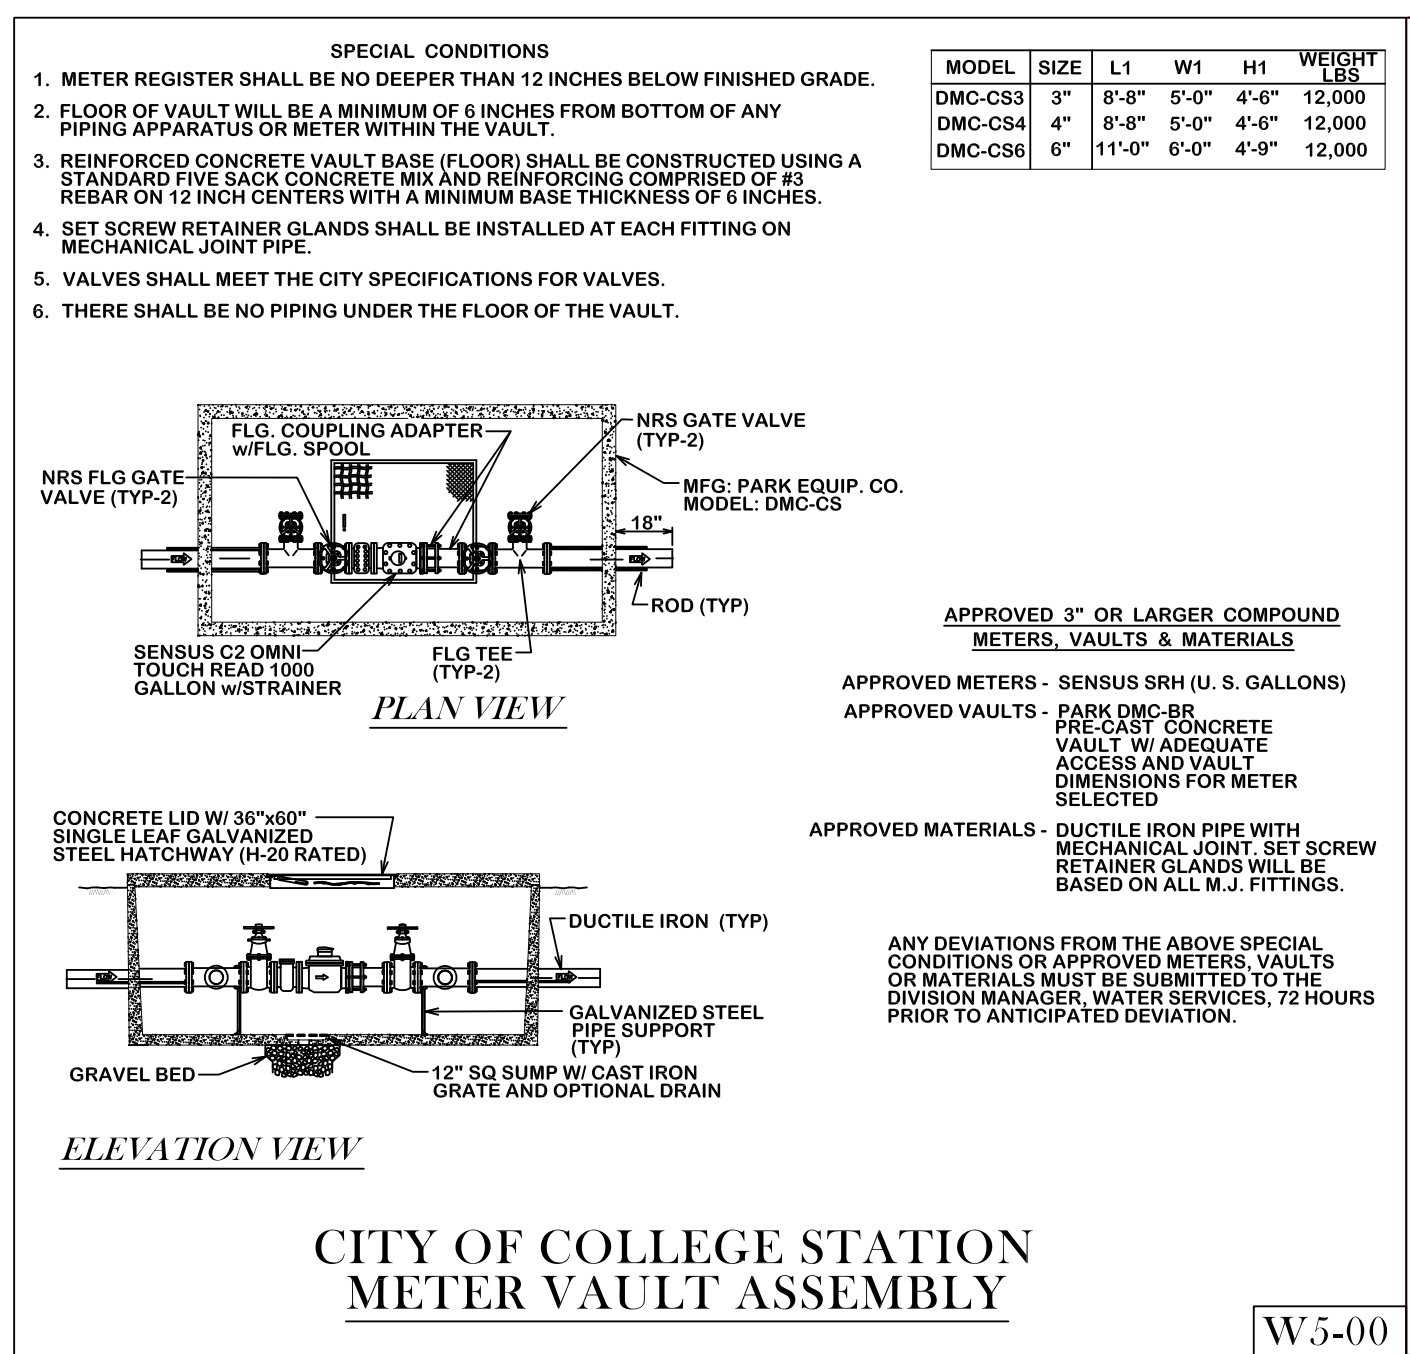 SPECIAL CONDITIONS
1. METER REGISTER SHALL BE NO DEEPER THAN 12 INCHES BELOW FINISHED GRADE.
2. FLOOR OF VAULT WILL BE A MINIMUM OF 6 INCHES FROM BOTTOM OF ANY
PIPING APPARATUS OR METER WITHIN THE VAULT.
3. REINFORCED CONCRETE VAULT BASE (FLOOR) SHALL BE CONSTRUCTED USING A
STANDARD FIVE SACK CONCRETE MIX AND REINFORCING COMPRISED OF #3
REBAR ON 12 INCH CENTERS WITH A MINIMUM BASE THICKNESS OF 6 INCHES.
4. SET SCREW RETAINER GLANDS SHALL BE INSTALLED AT EACH FITTING ON
MECHANICAL JOINT PIPE.
5. VALVES SHALL MEET THE CITY SPECIFICATIONS FOR VALVES.
6. THERE SHALL BE NO PIPING UNDER THE FLOOR OF THE VAULT.
MODEL SIZE L1 W1 H1 WEIGHT LBS
DMC-CS3 3" 8'-8" 5'-0" 4'-6" 12,000
DMC-CS4 4" 8'-8" 5'-0" 4'-6" 12,000
DMC-CS6 6" 11'-0" 6'-0" 4'-9" 12,000
FLG. COUPLING ADAPTER
w/FLG. SPOOL
NRS GATE VALVE
(TYP-2)
NRS FLG GATE
VALVE (TYP-2)
MFG: PARK EQUIP. CO.
MODEL: DMC-CS
18"
FLOW
FLOW
ROD (TYP)
SENSUS C2 OMNI
TOUCH READ 1000
GALLON w/STRAINER
FLG TEE
(TYP-2)
PLAN VIEW
APPROVED 3" OR LARGER COMPOUND
METERS, VAULTS & MATERIALS
APPROVED METERS - SENSUS SRH (U. S. GALLONS)
APPROVED VAULTS - PARK DMC-BR
PRE-CAST CONCRETE
VAULT W/ ADEQUATE
ACCESS AND VAULT
DIMENSIONS FOR METER
SELECTED
APPROVED MATERIALS - DUCTILE IRON PIPE WITH
MECHANICAL JOINT. SET SCREW
RETAINER GLANDS WILL BE
BASED ON ALL M.J. FITTINGS.
ANY DEVIATIONS FROM THE ABOVE SPECIAL
CONDITIONS OR APPROVED METERS, VAULTS
OR MATERIALS MUST BE SUBMITTED TO THE
DIVISION MANAGER, WATER SERVICES, 72 HOURS
PRIOR TO ANTICIPATED DEVIATION.
CONCRETE LID W/ 36"x60"
SINGLE LEAF GALVANIZED
STEEL HATCHWAY (H-20 RATED)
DUCTILE IRON (TYP)
FLOW
FLOW
GALVANIZED STEEL
PIPE SUPPORT
(TYP)
GRAVEL BED
12" SQ SUMP W/ CAST IRON
GRATE AND OPTIONAL DRAIN
ELEVATION VIEW
CITY OF COLLEGE STATION
METER VAULT ASSEMBLY
W5-00